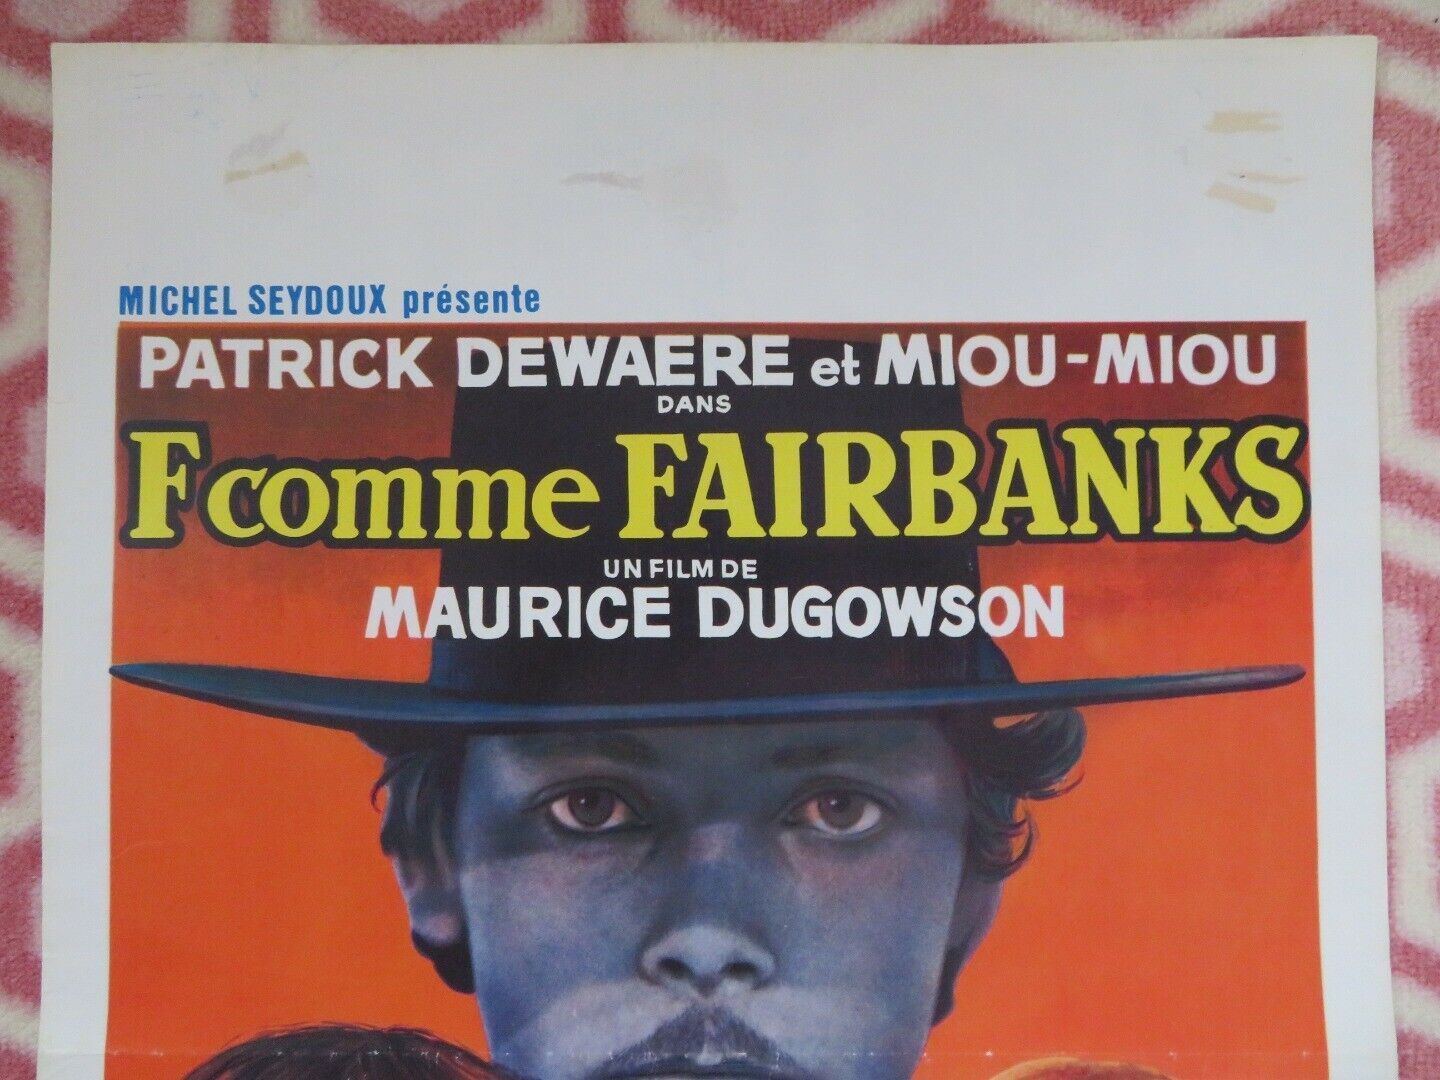 MICHEL SEYDOUX présente
PATRICK DEWAERE et MIOU-MIOU
DANS
F comme FAIRBANKS
UN FILM DE
MAURICE DUGOWSON